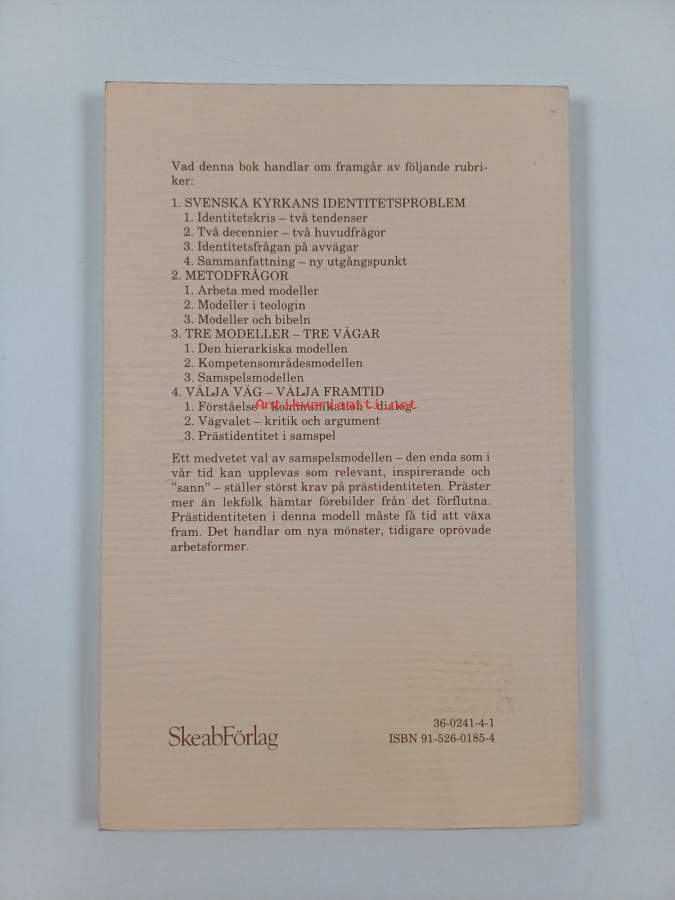 Vad denna bok handlar om framgår av följande rubri-
ker:
1. SVENSKA KYRKANS IDENTITETSPROBLEM
1. Identitetskris – två tendenser
2. Två decennier – två huvudfrågor
3. Identitetsfrågan på avvägar
4. Sammanfattning – ny utgångspunkt
2. METODFRÅGOR
1. Arbeta med modeller
2. Modeller i teologin
3. Modeller och bibeln
3. TRE MODELLER – TRE VÄGAR
1. Den hierarkiska modellen
2. Kompetensområdesmodellen
3. Samspelsmodellen
4. VÄLJA VÄG – VÄLJA FRAMTID
1. Förståelse – kommunikation – dialog
Antikvariamtti.net
2. Vägvalet – kritik och argument
3. Prästidentitet i samspel
Ett medvetet val av samspelsmodellen – den enda som i
vår tid kan upplevas som relevant, inspirerande och
”sann” – ställer störst krav på prästidentiteten. Präster
mer än lekfolk hämtar förebilder från det förflutna.
Prästidentiteten i denna modell måste få tid att växa
fram. Det handlar om nya mönster, tidigare oprövade
arbetsformer.
36-0241-4-1
SkeabFörlag
ISBN 91-526-0185-4